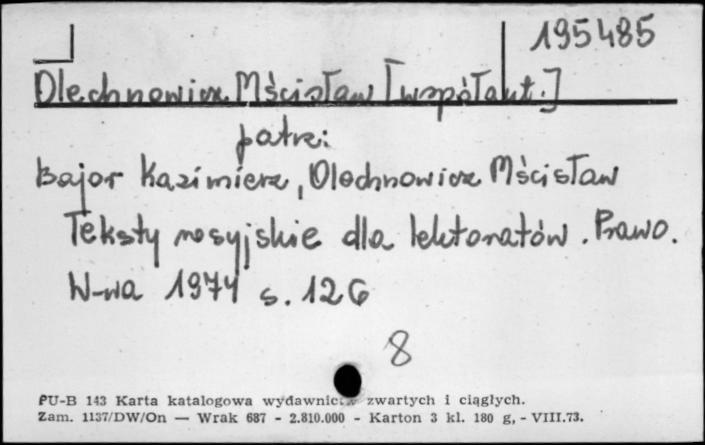 195485
Olechnowicz Mścisław [współaut.]
patrz:
Bajor Kazimierz, Olechnowicz Mścisław
Teksty rosyjskie dla lektoratów. Prawo.
W-wa 1974 s. 126
8
PU-B 143 Karta katalogowa wydawnictw zwartych i ciągłych.
Zam. 1137/DW/On — Wrak 687 - 2.810.000 - Karton 3 kl. 180 g, - VIII.73.